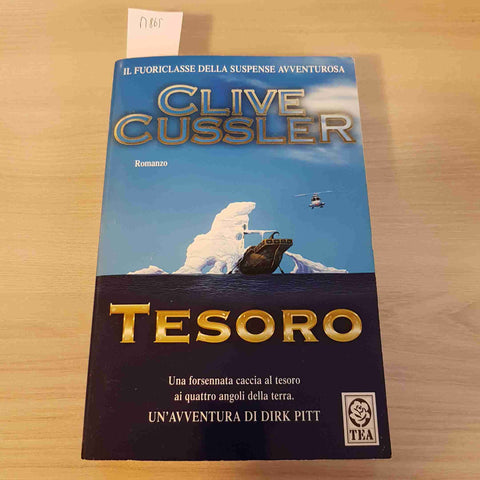 IL FUORICLASSE DELLA SUSPENSE AVVENTUROSA
CLIVE
CUSSLER
Romanzo
TESORO
Una forsennata caccia al tesoro
ai quattro angoli della terra.
UN'AVVENTURA DI DIRK PITT
TEA